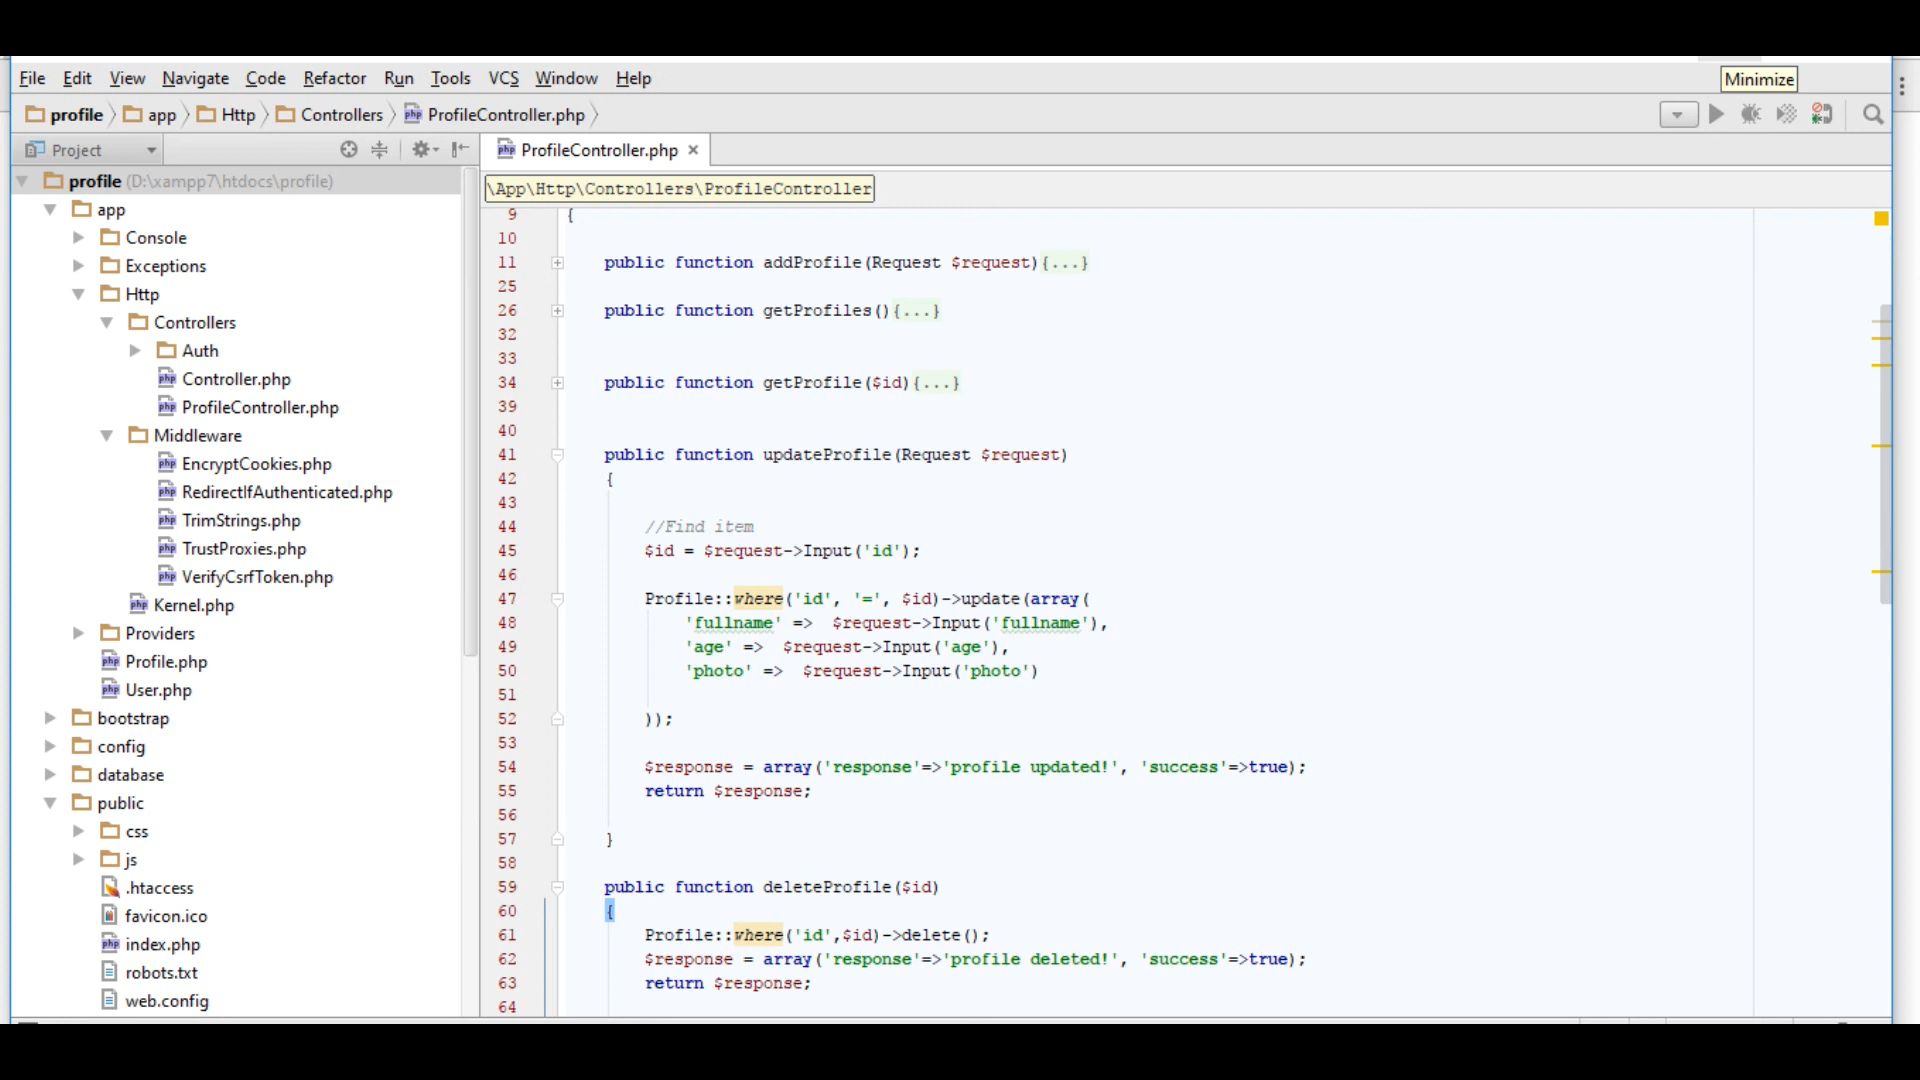 File Edit View Navigate Code Refactor Run Tools VCS Window Help
Minimize
profile app Http Controllers ProfileController.php
Project
ProfileController.php
profile (D:\xampp7\htdocs\profile)
app
Console
Exceptions
Http
Controllers
Auth
Controller.php
ProfileController.php
Middleware
EncryptCookies.php
RedirectIfAuthenticated.php
TrimStrings.php
TrustProxies.php
VerifyCsrfToken.php
Kernel.php
Providers
Profile.php
User.php
bootstrap
config
database
public
css
js
.htaccess
favicon.ico
index.php
robots.txt
web.config
\App\Http\Controllers\ProfileController
9 {
10
11 public function addProfile(Request $request){...}
25
26 public function getProfiles(){...}
32
33
34 public function getProfile($id){...}
39
40
41 public function updateProfile(Request $request)
42 {
43
44 //Find item
45 $id = $request->Input('id');
46
47 Profile::where('id', '=', $id)->update(array(
48 'fullname' => $request->Input('fullname'),
49 'age' => $request->Input('age'),
50 'photo' => $request->Input('photo')
51
52 ));
53
54 $response = array('response'=>'profile updated!', 'success'=>true);
55 return $response;
56
57 }
58
59 public function deleteProfile($id)
60 {
61 Profile::where('id',$id)->delete();
62 $response = array('response'=>'profile deleted!', 'success'=>true);
63 return $response;
64